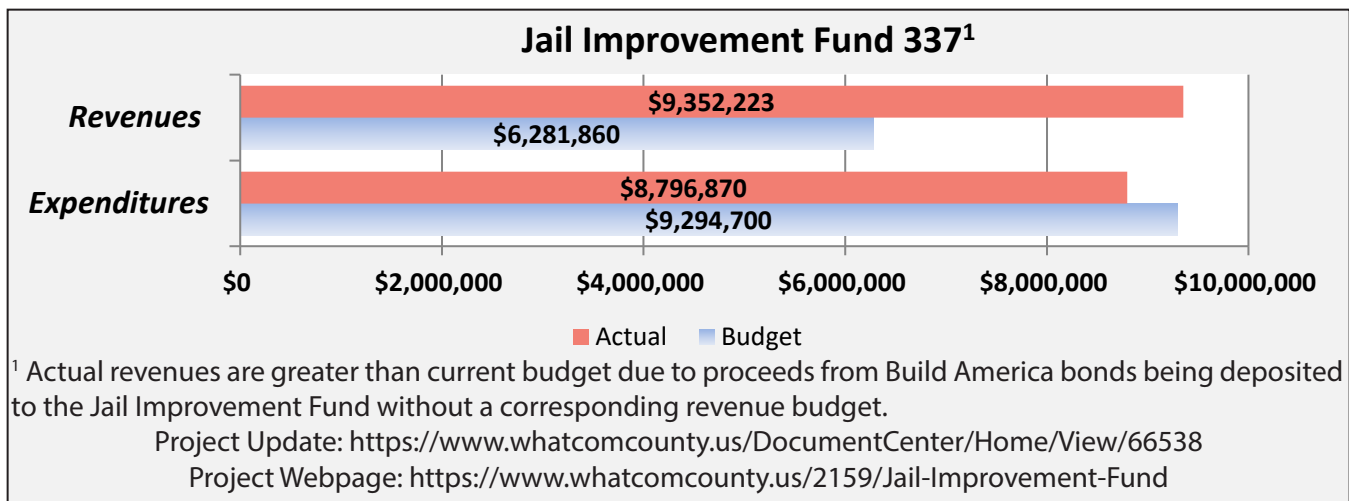 Jail Improvement Fund 337¹
Revenues
$9,352,223
$6,281,860
Expenditures
$8,796,870
$9,294,700
$0 $2,000,000 $4,000,000 $6,000,000 $8,000,000 $10,000,000
Actual Budget
¹ Actual revenues are greater than current budget due to proceeds from Build America bonds being deposited
to the Jail Improvement Fund without a corresponding revenue budget.
Project Update: https://www.whatcomcounty.us/DocumentCenter/Home/View/66538
Project Webpage: https://www.whatcomcounty.us/2159/Jail-Improvement-Fund